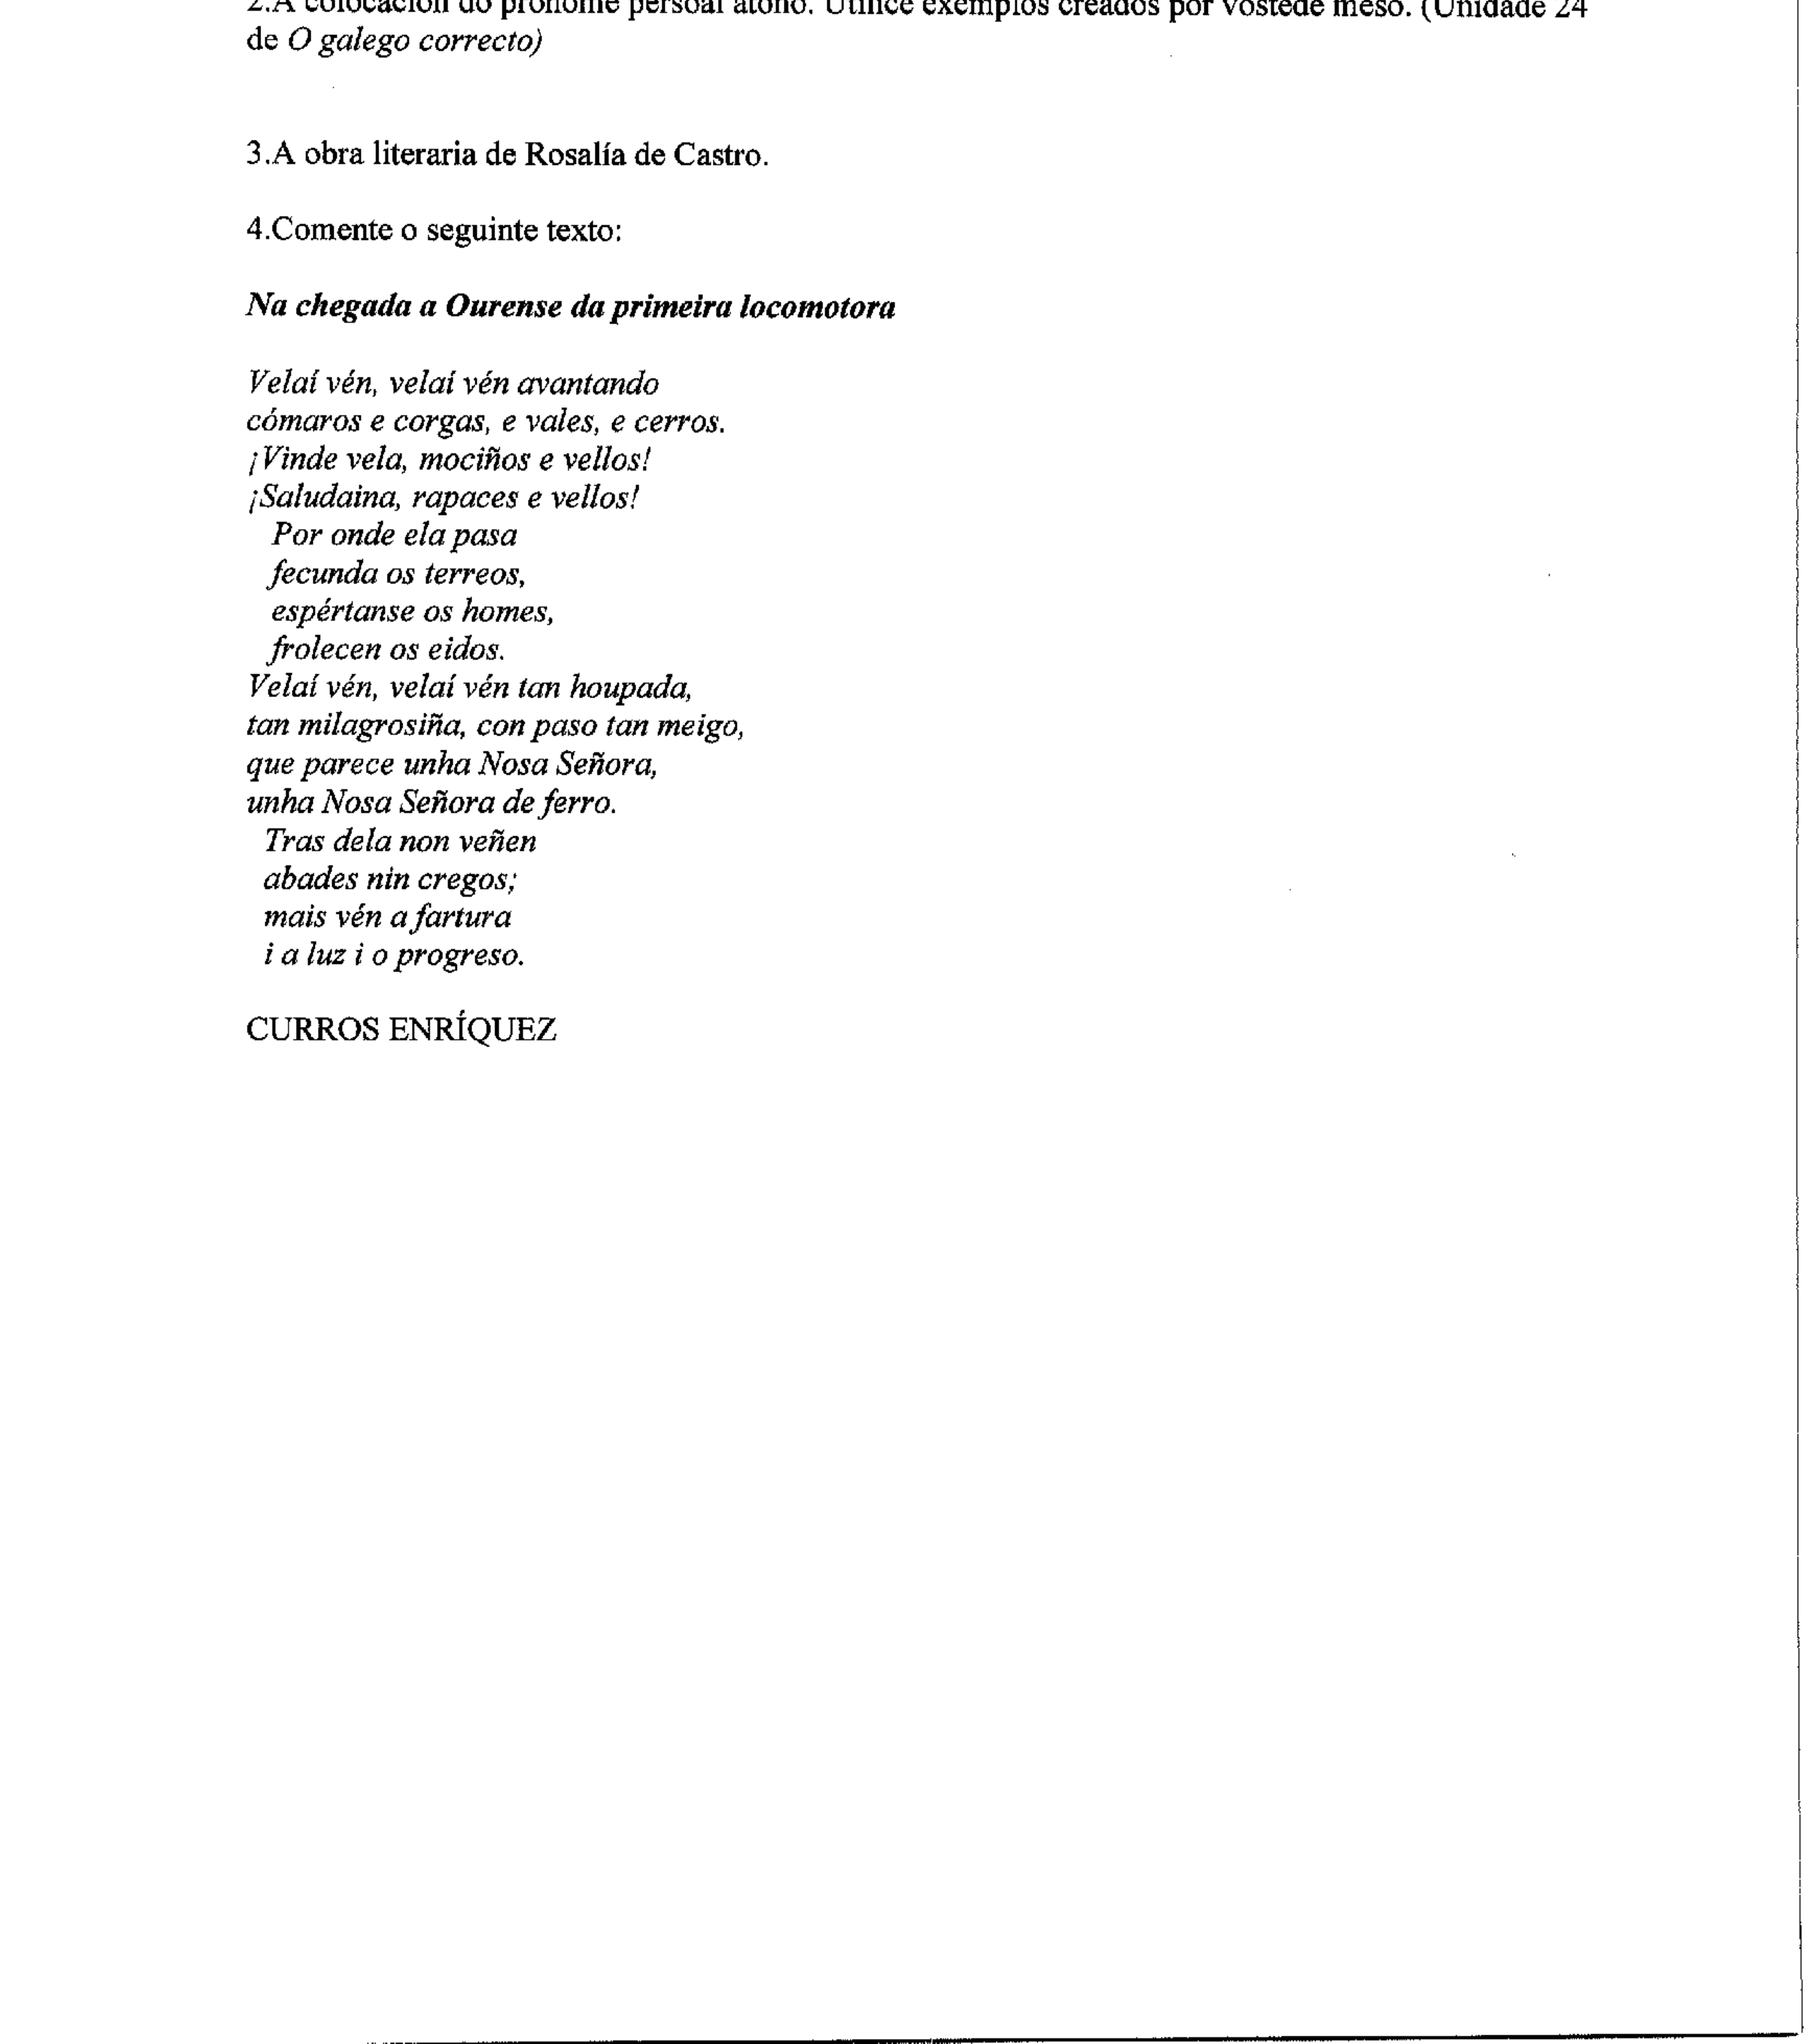 2.A colocación do pronome persoal átono. Utilice exemplos creados por vostede meso. (Unidade 24
de O galego correcto)
3.A obra literaria de Rosalía de Castro.
4.Comente o seguinte texto:
Na chegada a Ourense da primeira locomotora
Velaí vén, velaí vén avantando
cómaros e corgas, e vales, e cerros.
¡Vinde vela, mociños e vellos!
¡Saludaina, rapaces e vellos!
Por onde ela pasa
fecunda os terreos,
espértanse os homes,
frolecen os eidos.
Velaí vén, velaí vén tan houpada,
tan milagrosiña, con paso tan meigo,
que parece unha Nosa Señora,
unha Nosa Señora de ferro.
Tras dela non veñen
abades nin cregos;
mais vén a fartura
i a luz i o progreso.
CURROS ENRÍQUEZ